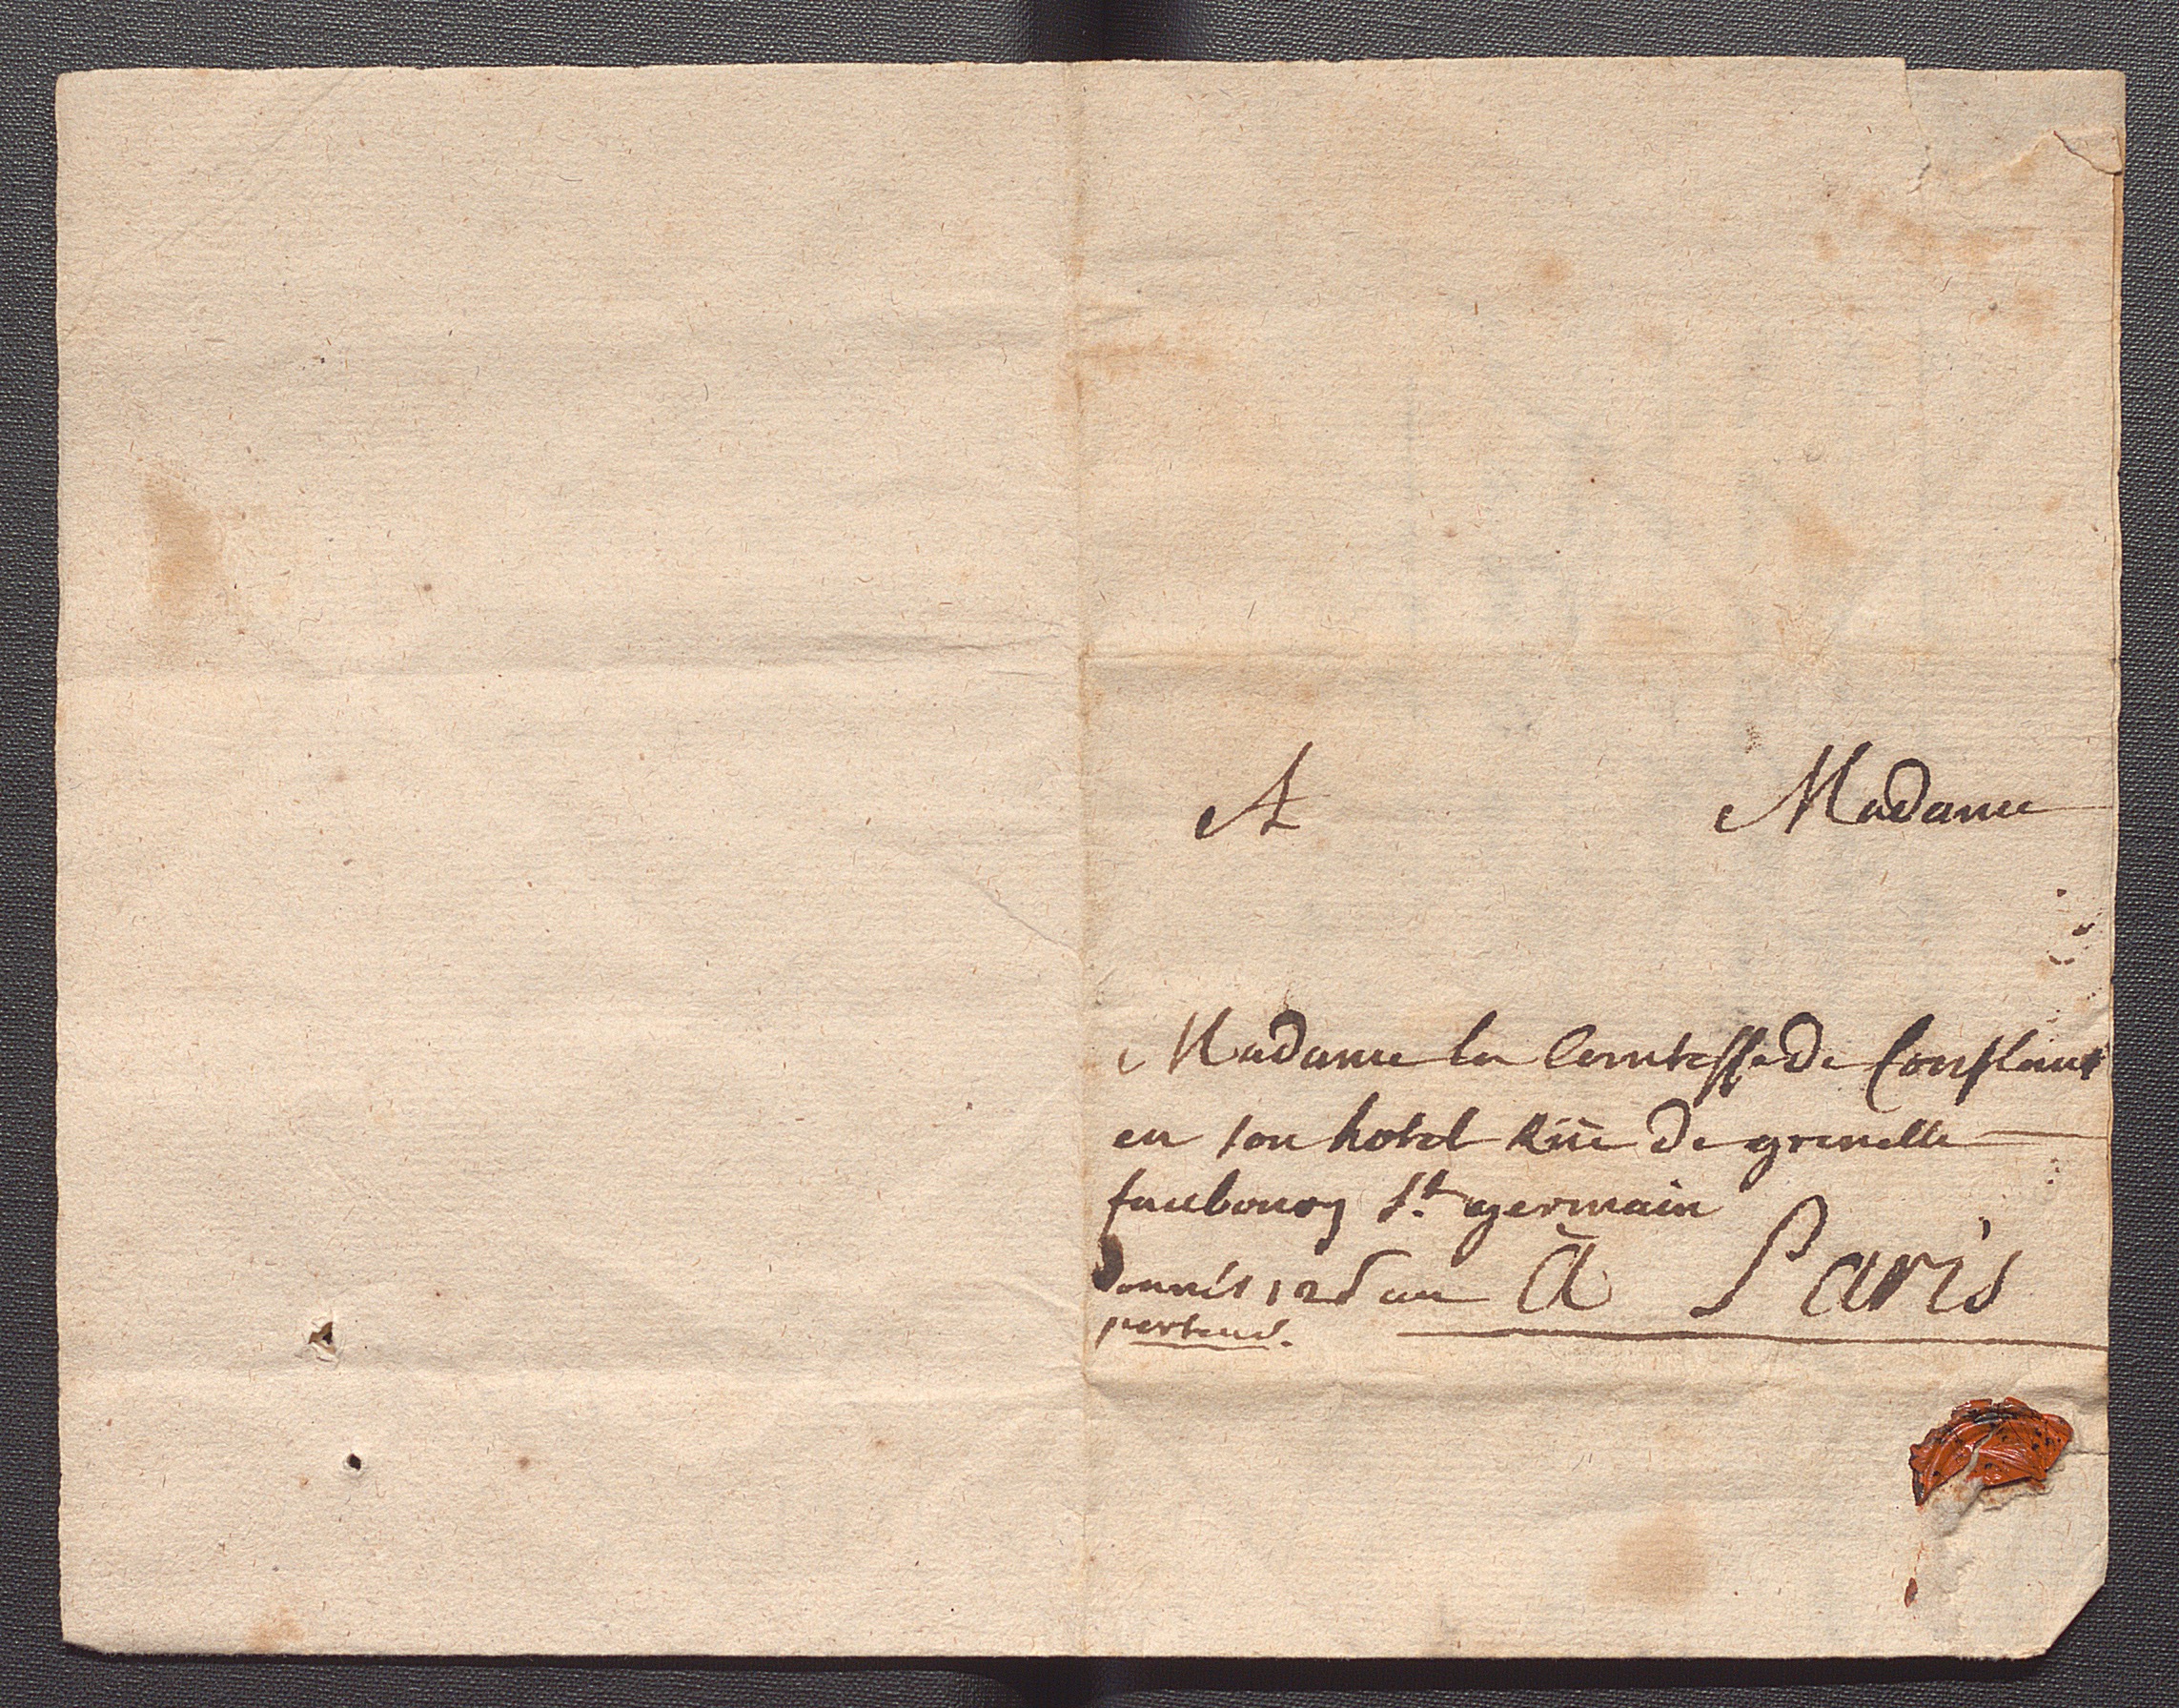 A Madame
Madame la Comtesse de Conflans
en son hotel Rüe de grenelle
faubourg St. germain
Donnés 12 s au à Paris
porteur.